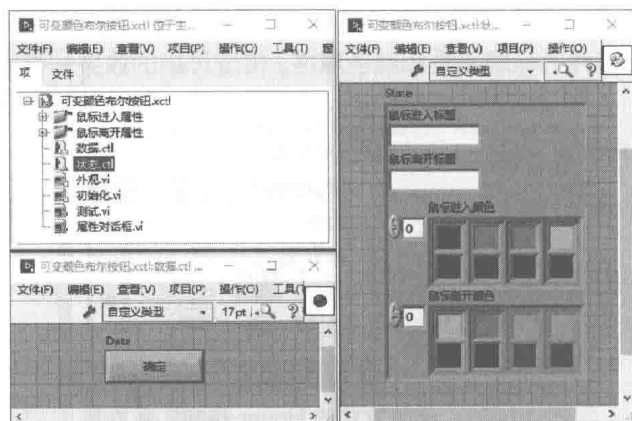 可变颜色布尔按钮.xctl 位于主...
文件(F) 编辑(E) 查看(V) 项目(P) 操作(O) 工具(T) 窗
项 文件
可变颜色布尔按钮.xctl
鼠标进入属性
鼠标离开属性
数据.ctl
状态.ctl
外观.vi
初始化.vi
测试.vi
属性对话框.vi
可变颜色布尔按钮.xctl:数据.ctl ...
文件(F) 编辑(E) 查看(V) 项目(P) 操作(O) 工具(
自定义类型 17pt
Data
确定
可变颜色布尔按钮.xctl:状...
文件(F) 编辑(E) 查看(V) 项目(P) 操作(O)
自定义类型
State
鼠标进入标题
鼠标离开标题
鼠标进入颜色
0
鼠标离开颜色
0